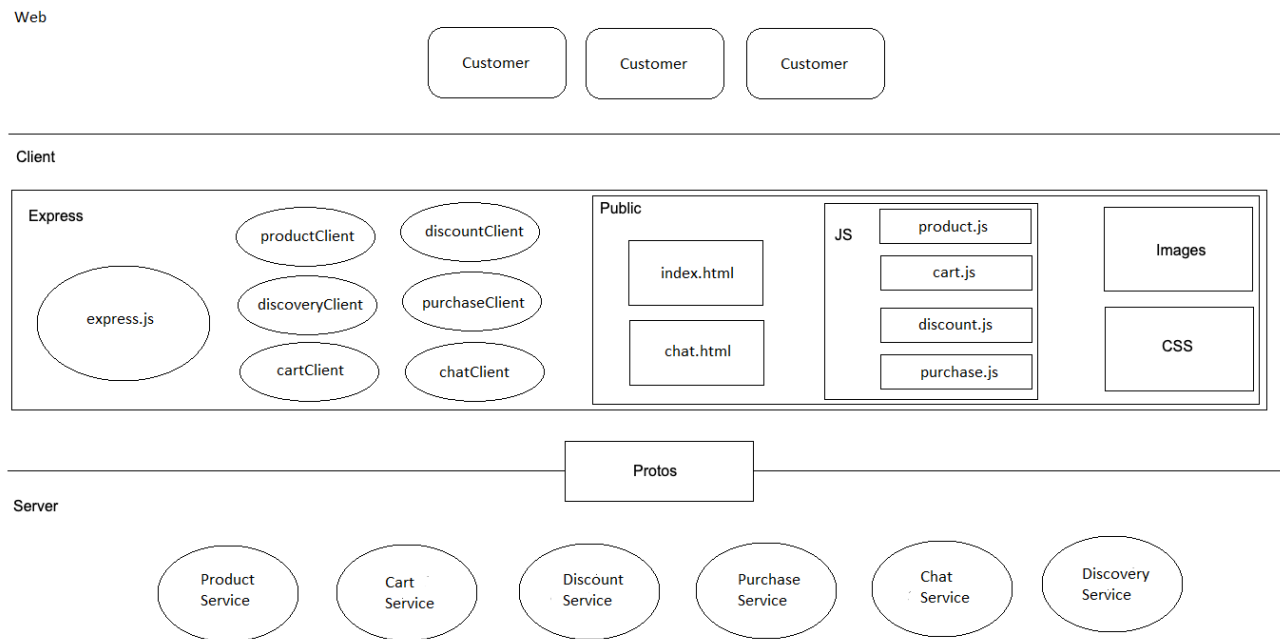 Web
Customer
Customer
Customer
Client
Express
express.js
productClient
discountClient
discoveryClient
purchaseClient
cartClient
chatClient
Public
index.html
chat.html
JS
product.js
cart.js
discount.js
purchase.js
Images
CSS
Protos
Server
Product
Service
Cart
Service
Discount
Service
Purchase
Service
Chat
Service
Discovery
Service